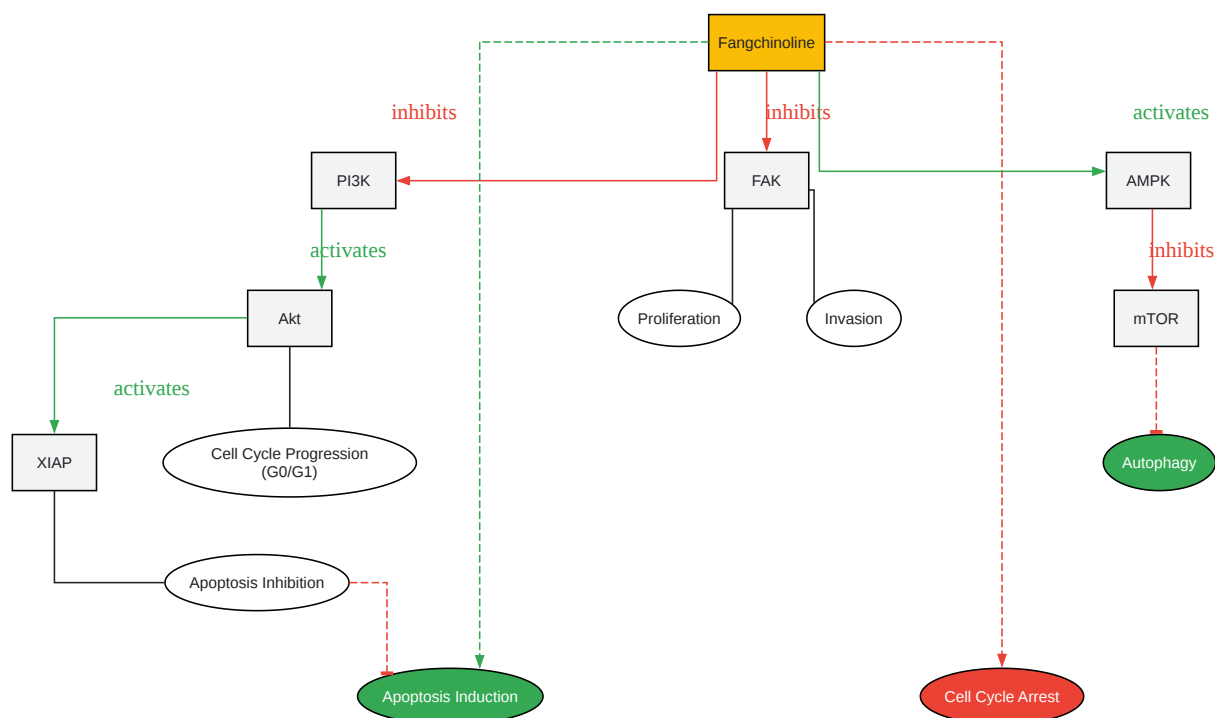 Fangchinoline
inhibits
inhibits
activates
PI3K
FAK
AMPK
activates
inhibits
Akt
Proliferation
Invasion
mTOR
activates
XIAP
Cell Cycle Progression
(G0/G1)
Autophagy
Apoptosis Inhibition
Apoptosis Induction
Cell Cycle Arrest